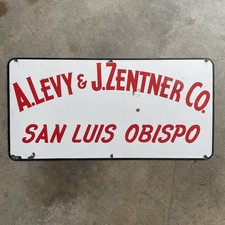 A. LEVY & J. ZENTNER CO.
SAN LUIS OBISPO